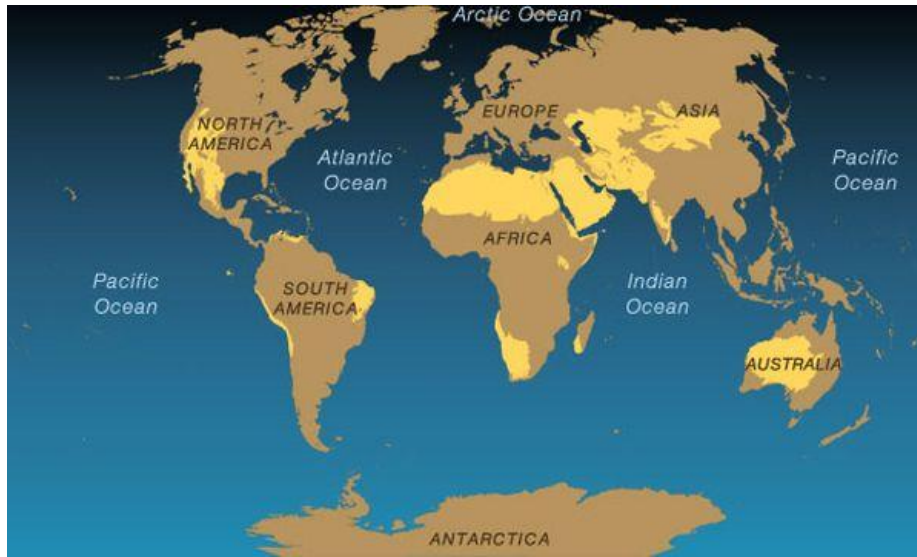 Arctic Ocean
EUROPE
ASIA
NORTH
AMERICA
Atlantic
Ocean
Pacific
Ocean
AFRICA
Pacific
Ocean
SOUTH
AMERICA
Indian
Ocean
AUSTRALIA
ANTARCTICA